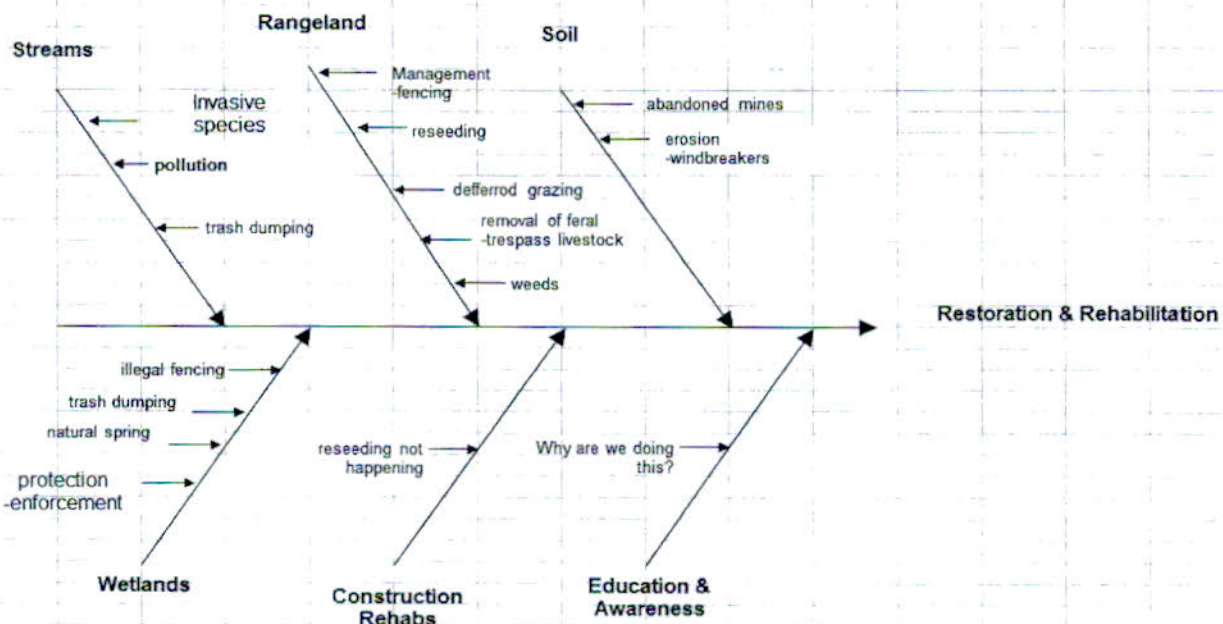 Streams
Rangeland
Soil
Invasive
species
pollution
trash dumping
Management
-fencing
reseeding
defferrod grazing
removal of feral
-trespass livestock
weeds
abandoned mines
erosion
-windbreakers
Restoration & Rehabilitation
illegal fencing
trash dumping
natural spring
protection
-enforcement
reseeding not
happening
Why are we doing
this?
Wetlands
Construction
Rehabs
Education &
Awareness